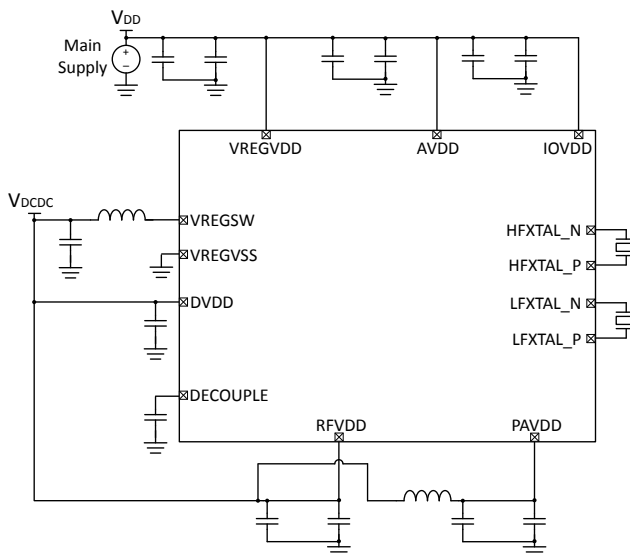 VDD
Main
Supply
+
–
VREGVDD
AVDD
IOVDD
VDCDC
VREGSW
HFXTAL_N
VREGVSS
HFXTAL_P
DVDD
LFXTAL_N
LFXTAL_P
DECOUPLE
RFVDD
PAVDD